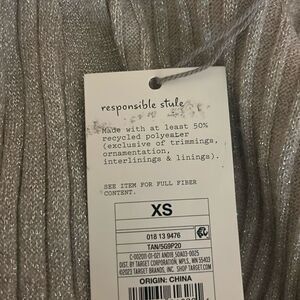 responsible style
Made with at least 50%
recycled polyester
(exclusive of trimmings,
ornamentation,
interlinings & linings).
SEE ITEM FOR FULL FIBER
CONTENT.
XS
018 13 9476
TAN/5G9P20
DIST. BY TARGET CORPORATION, MPLS., MN 55403
©2023 TARGET BRANDS, INC. SHOP TARGET.COM
ORIGIN: CHINA